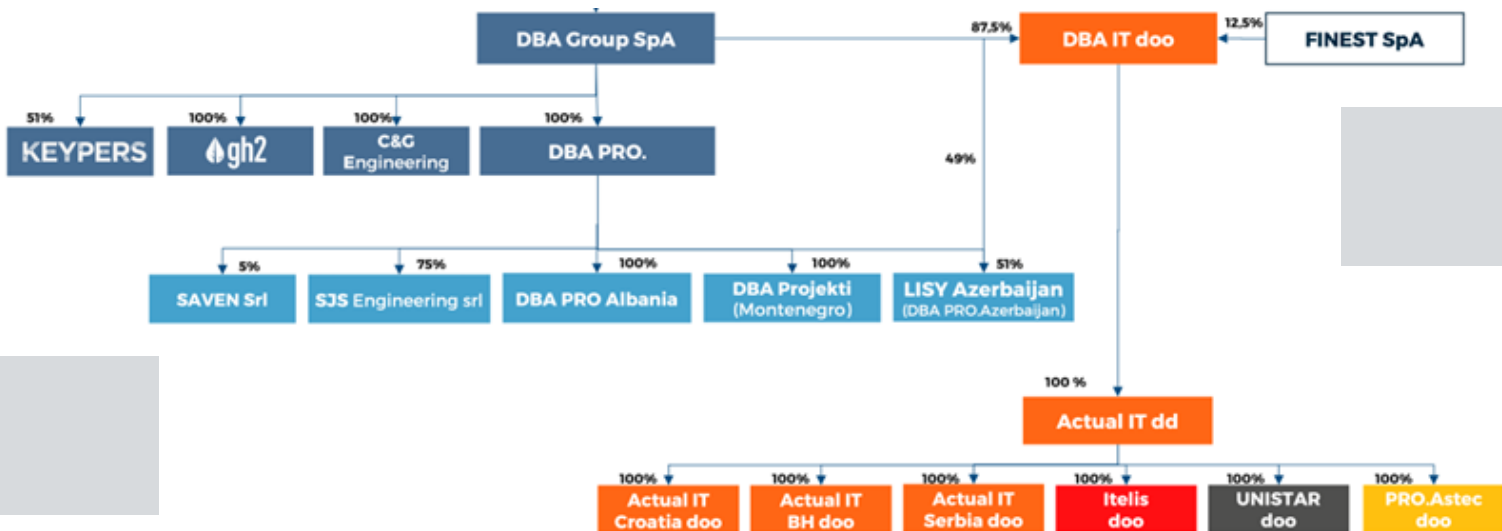 DBA Group SpA
87,5%
DBA IT doo
12,5%
FINEST SpA
51%
KEYPERS
100%
gh2
100%
C&G
Engineering
100%
DBA PRO.
49%
5%
SAVEN Srl
75%
SJS Engineering srl
100%
DBA PRO Albania
100%
DBA Projekti
(Montenegro)
51%
LISY Azerbaijan
(DBA PRO.Azerbaijan)
100 %
Actual IT dd
100%
Actual IT
Croatia doo
100%
Actual IT
BH doo
100%
Actual IT
Serbia doo
100%
Itelis
doo
100%
UNISTAR
doo
100%
PRO.Astec
doo